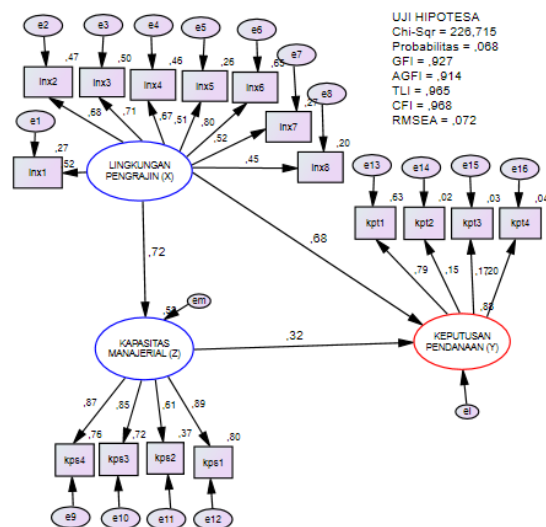 UJI HIPOTESA
Chi-Sqr = 226,715
Probabilitas = ,068
GFI = ,927
AGFI = ,914
TLI = ,965
CFI = ,968
RMSEA = ,072
e2
e3
e4
e5
e6
e7
e8
,47
,50
,46
,26
,65
,27
,20
lnx2
lnx3
lnx4
lnx5
lnx6
lnx7
lnx8
e1
,27
lnx1
,52
,68
,71
,67
,51
,80
,52
,45
LINGKUNGAN
PENGRAJIN (X)
e13
e14
e15
e16
,63
,02
,03
,04
kpt1
kpt2
kpt3
kpt4
,79
,15
,17
,20
,72
,68
em
KAPASITAS
MANAJERIAL (Z)
,32
,88
KEPUTUSAN
PENDANAAN (Y)
ei
,87
,85
,61
,89
,76
,72
,37
,80
kps4
kps3
kps2
kps1
e9
e10
e11
e12